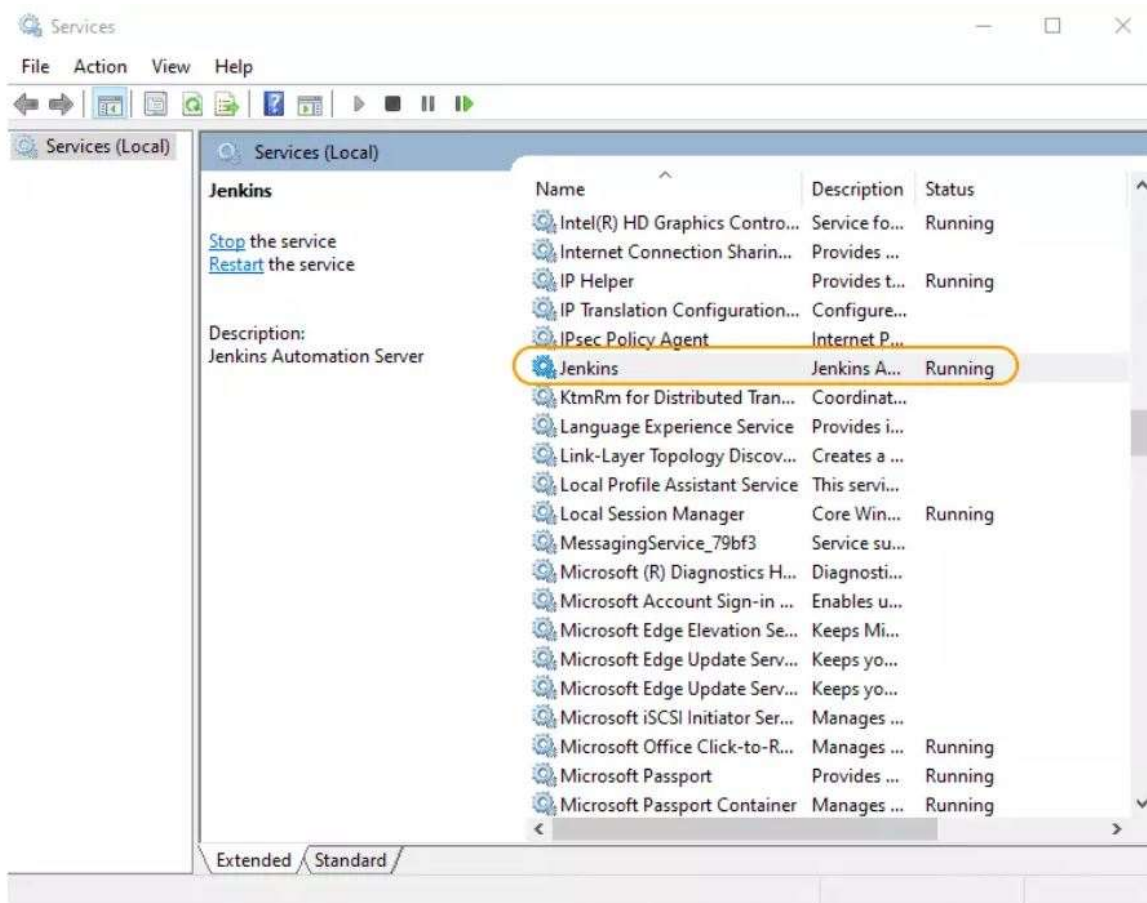 Services
File Action View Help
Services (Local)
Services (Local)
Jenkins
Stop the service
Restart the service
Description:
Jenkins Automation Server
Name Description Status
Intel(R) HD Graphics Contro... Service fo... Running
Internet Connection Sharin... Provides ...
IP Helper Provides t... Running
IP Translation Configuration... Configure...
IPsec Policy Agent Internet P...
Jenkins Jenkins A... Running
KtmRm for Distributed Tran... Coordinat...
Language Experience Service Provides i...
Link-Layer Topology Discov... Creates a ...
Local Profile Assistant Service This servi...
Local Session Manager Core Win... Running
MessagingService_79bf3 Service su...
Microsoft (R) Diagnostics H... Diagnosti...
Microsoft Account Sign-in ... Enables u...
Microsoft Edge Elevation Se... Keeps Mi...
Microsoft Edge Update Serv... Keeps yo...
Microsoft Edge Update Serv... Keeps yo...
Microsoft iSCSI Initiator Ser... Manages ...
Microsoft Office Click-to-R... Manages ... Running
Microsoft Passport Provides ... Running
Microsoft Passport Container Manages ... Running
Extended Standard